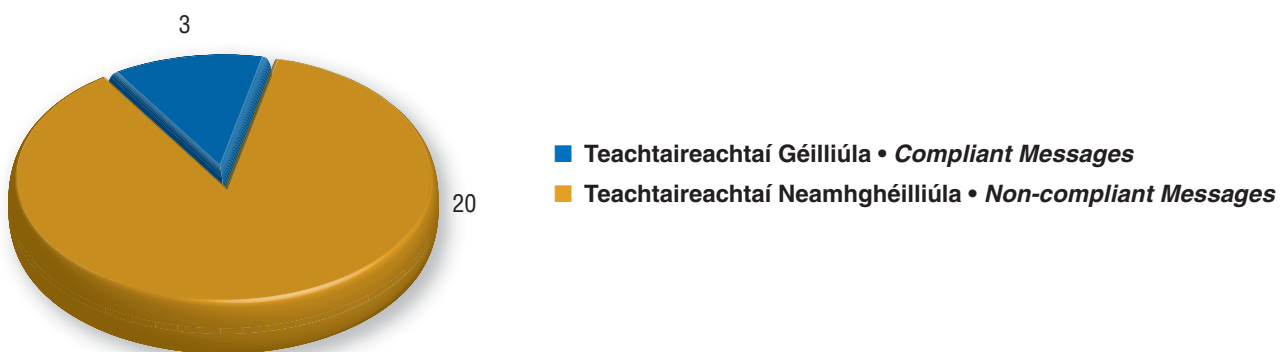 3
20
Teachtaireachtaí Géilliúla • Compliant Messages
Teachtaireachtaí Neamhghéilliúla • Non-compliant Messages